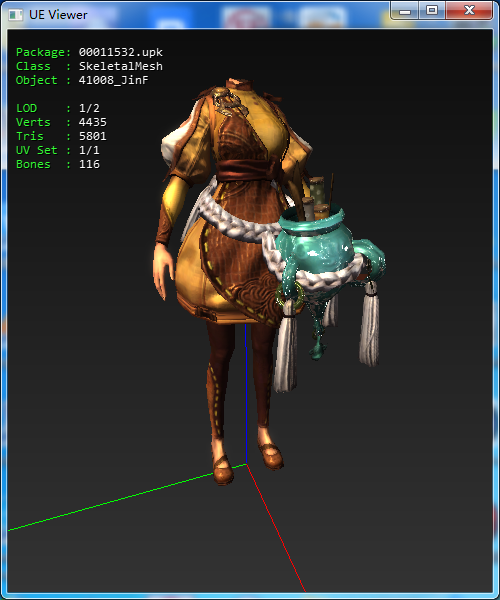 UE Viewer
Package: 00011532.upk
Class : SkeletalMesh
Object : 41008_JinF
LOD : 1/2
Verts : 4435
Tris : 5801
UV Set : 1/1
Bones : 116